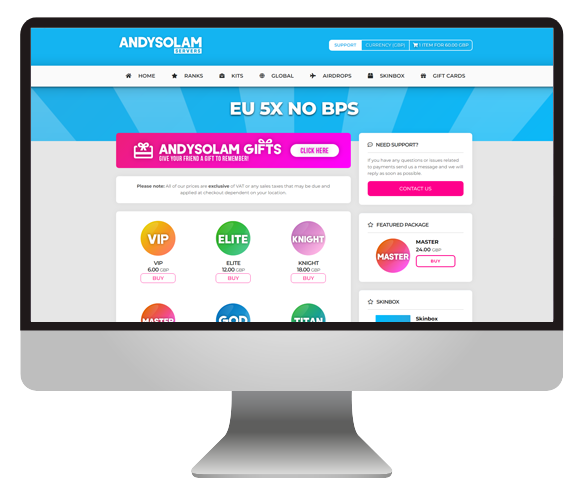 ANDYSOLAM
SERVERS
SUPPORT
CURRENCY (GBP)
1 ITEM FOR 60.00 GBP
HOME
RANKS
KITS
GLOBAL
AIRDROPS
SKINBOX
GIFT CARDS
EU 5X NO BPS
ANDYSOLAM GIFTS
GIVE YOUR FRIEND A GIFT TO REMEMBER!
CLICK HERE
Please note: All of our prices are exclusive of VAT or any sales taxes that may be due and
applied at checkout dependent on your location.
NEED SUPPORT?
If you have any questions or issues related
to payments send us a message and we will
reply as soon as possible.
CONTACT US
VIP
ELITE
KNIGHT
VIP
ELITE
KNIGHT
6.00 GBP
12.00 GBP
18.00 GBP
BUY
BUY
BUY
FEATURED PACKAGE
MASTER
MASTER
24.00 GBP
BUY
MASTER
GOD
TITAN
SKINBOX
Skinbox